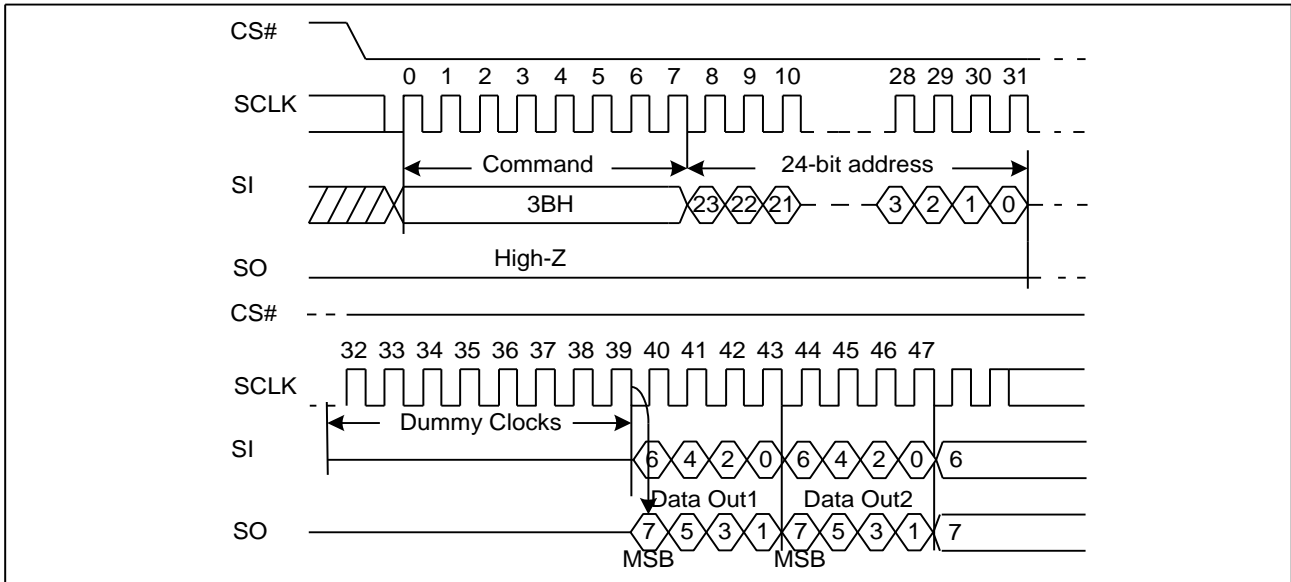 CS#
0 1 2 3 4 5 6 7 8 9 10 28 29 30 31
SCLK
Command 24-bit address
SI
3BH 23 22 21 3 2 1 0
High-Z
SO
CS#
32 33 34 35 36 37 38 39 40 41 42 43 44 45 46 47
SCLK
Dummy Clocks
SI
6 4 2 0 6 4 2 0 6
Data Out1 Data Out2
SO
7 5 3 1 7 5 3 1 7
MSB MSB